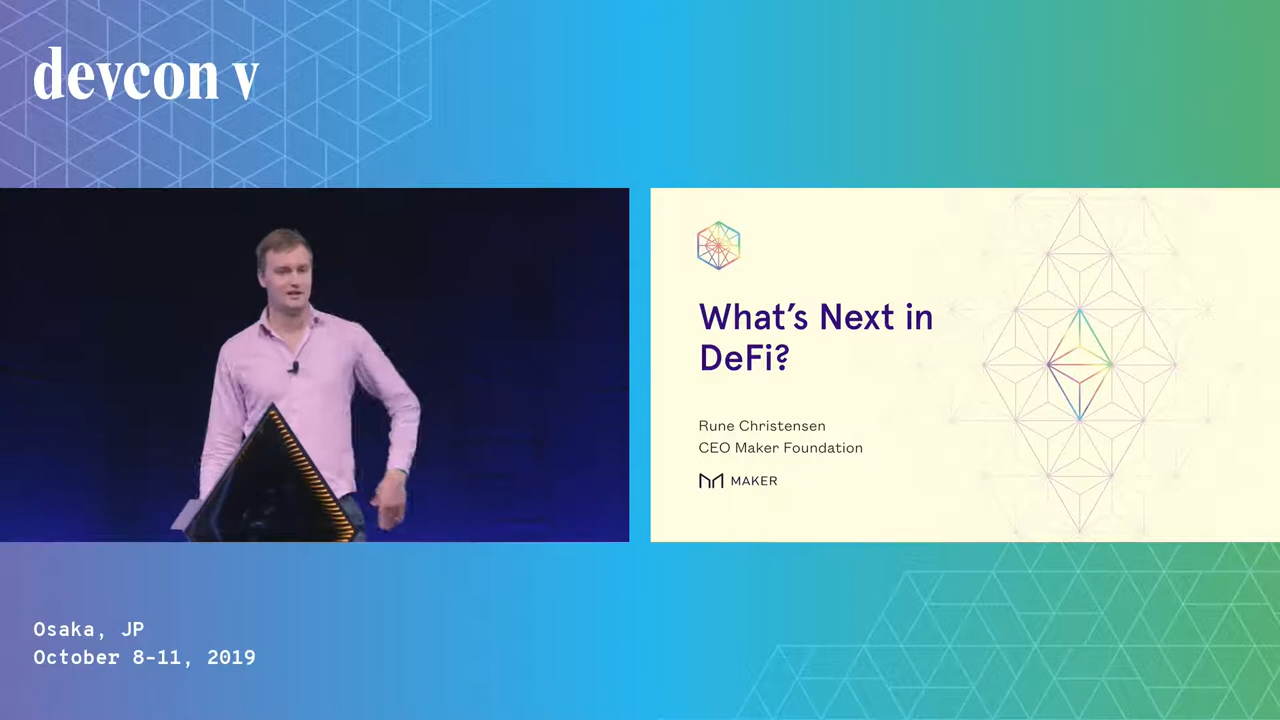 devcon v
What's Next in
DeFi?
Rune Christensen
CEO Maker Foundation
MAKER
Osaka, JP
October 8-11, 2019